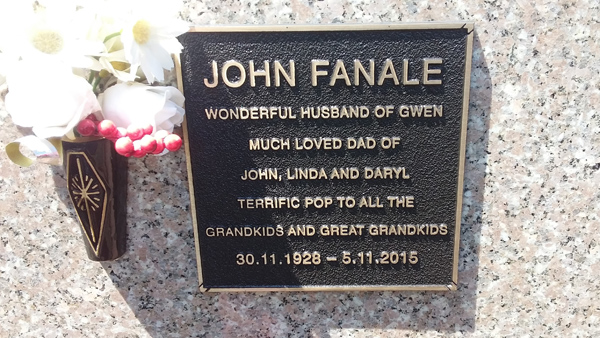 JOHN FANALE
WONDERFUL HUSBAND OF GWEN
MUCH LOVED DAD OF
JOHN, LINDA AND DARYL
TERRIFIC POP TO ALL THE
GRANDKIDS AND GREAT GRANDKIDS
30.11.1928 – 5.11.2015